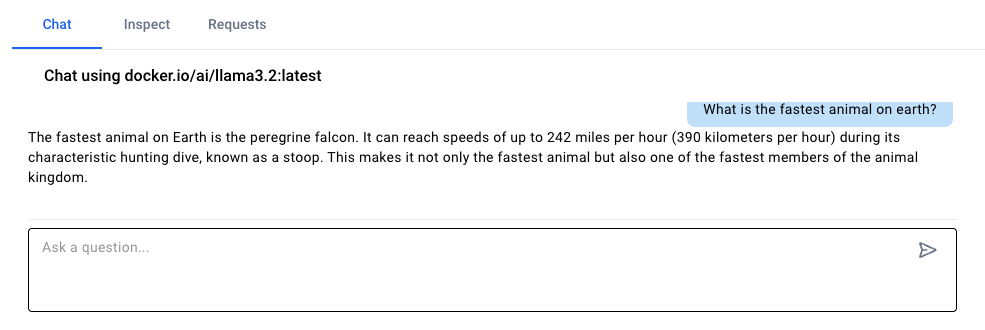 Chat Inspect Requests
Chat using docker.io/ai/llama3.2:latest
What is the fastest animal on earth?
The fastest animal on Earth is the peregrine falcon. It can reach speeds of up to 242 miles per hour (390 kilometers per hour) during its
characteristic hunting dive, known as a stoop. This makes it not only the fastest animal but also one of the fastest members of the animal
kingdom.
Ask a question...